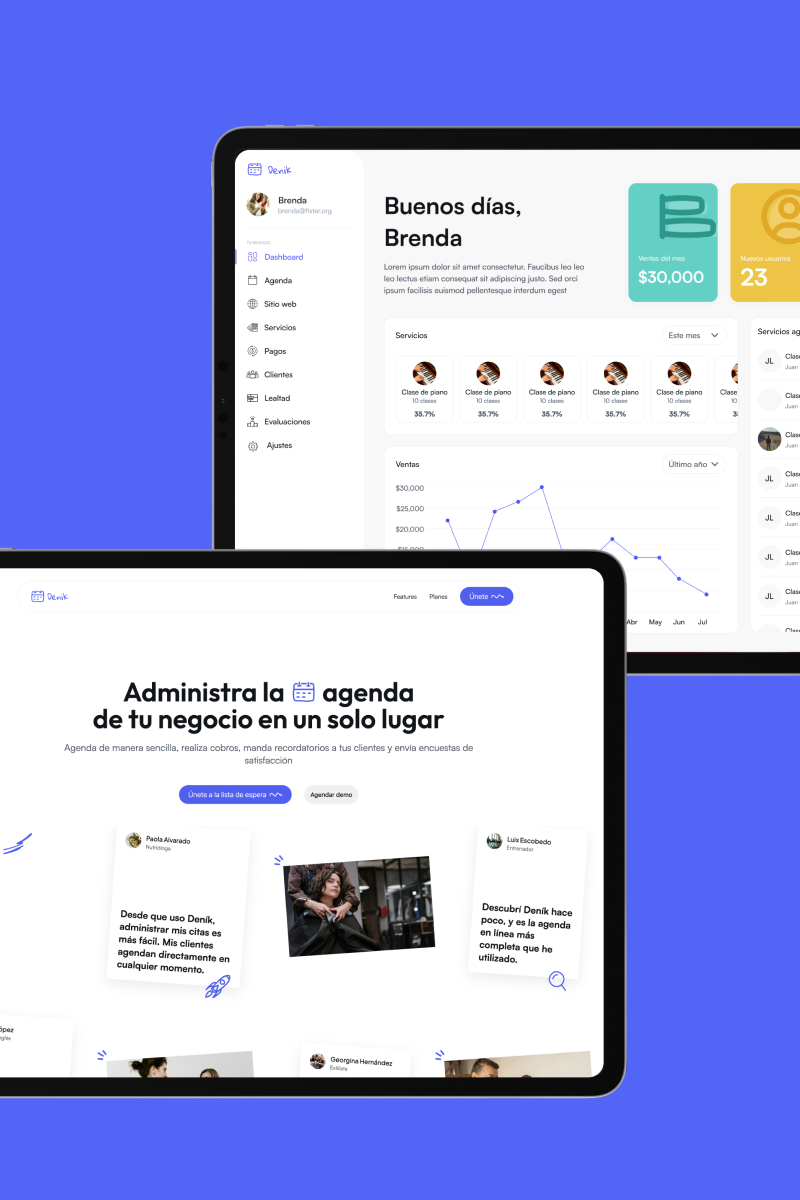 Deník
Brenda
brenda@fixter.org
TU NEGOCIO
Dashboard
Agenda
Sitio web
Servicios
Pagos
Clientes
Lealtad
Evaluaciones
Ajustes
Buenos días,
Brenda
Lorem ipsum dolor sit amet consectetur. Faucibus leo leo
leo lectus etiam consequat sit adipiscing justo. Sed orci
ipsum facilisis euismod pellentesque interdum egest
Ventas del mes
$30,000
Nuevos usuarios
23
Servicios
Este mes
Clase de piano
10 clases
35.7%
Clase de piano
10 clases
35.7%
Clase de piano
10 clases
35.7%
Clase de piano
10 clases
35.7%
Clase de piano
10 clases
35.7%
Servicios ag
JL
Clase
Juan
Clase
Juan
Clase
Juan
JL
Clase
Juan
JL
Clase
Juan
JL
Clase
Juan
JL
Clase
Juan
Ventas
Último año
$30,000
$25,000
$20,000
$15,000
Abr
May
Jun
Jul
Deník
Features
Planes
Únete
Administra la agenda
de tu negocio en un solo lugar
Agenda de manera sencilla, realiza cobros, manda recordatorios a tus clientes y envía encuestas de
satisfacción
Únete a la lista de espera
Agendar demo
Paola Alvarado
Nutrióloga
Desde que uso Deník,
administrar mis citas es
más fácil. Mis clientes
agendan directamente en
cualquier momento.
Luis Escobedo
Entrenador
Descubrí Deník hace
poco, y es la agenda
en línea más
completa que he
utilizado.
ópez
nglés
Georgina Hernández
Estilista